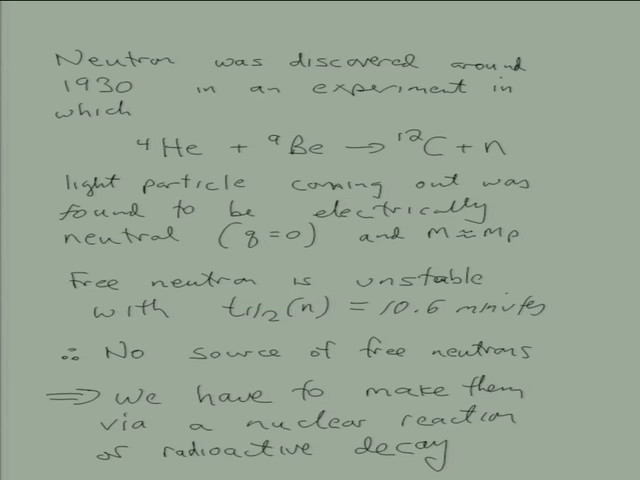 Neutron was discovered around
1930 in an experiment in
which
⁴He + ⁹Be → ¹²C + n
light particle coming out was
found to be electrically
neutral (q = 0) and M ≈ Mp
Free neutron is unstable
with t1/2(n) = 10.6 minutes
∴ No source of free neutrons
⇒ We have to make them
via a nuclear reaction
or radioactive decay